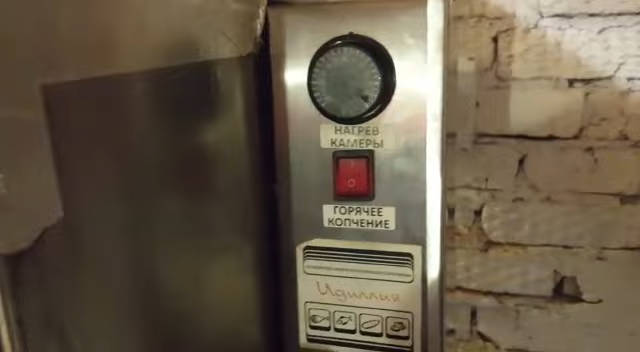 НАГРЕВ
КАМЕРЫ
ГОРЯЧЕЕ
КОПЧЕНИЕ
Идиллия